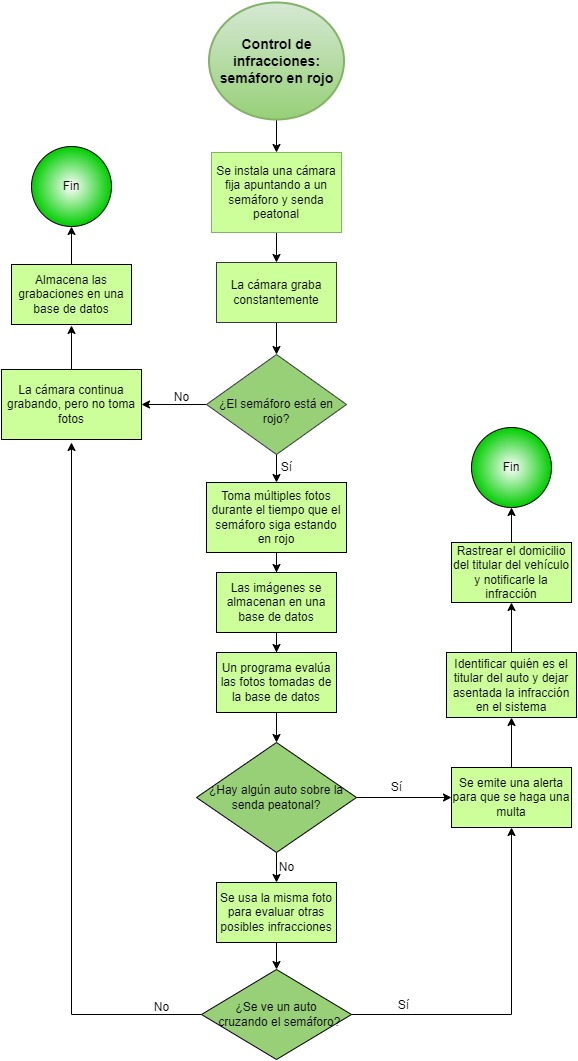 Control de
infracciones:
semáforo en rojo
Se instala una cámara
fija apuntando a un
semáforo y senda
peatonal
Fin
La cámara graba
constantemente
Almacena las
grabaciones en una
base de datos
La cámara continua
grabando, pero no toma
fotos
No
¿El semáforo está en
rojo?
Sí
Toma múltiples fotos
durante el tiempo que el
semáforo siga estando
en rojo
Las imágenes se
almacenan en una
base de datos
Un programa evalúa
las fotos tomadas de
la base de datos
¿Hay algún auto sobre la
senda peatonal?
Sí
Se emite una alerta
para que se haga una
multa
Identificar quién es el
titular del auto y dejar
asentada la infracción
en el sistema
Rastrear el domicilio
del titular del vehículo
y notificarle la
infracción
Fin
No
Se usa la misma foto
para evaluar otras
posibles infracciones
¿Se ve un auto
cruzando el semáforo?
No
Sí